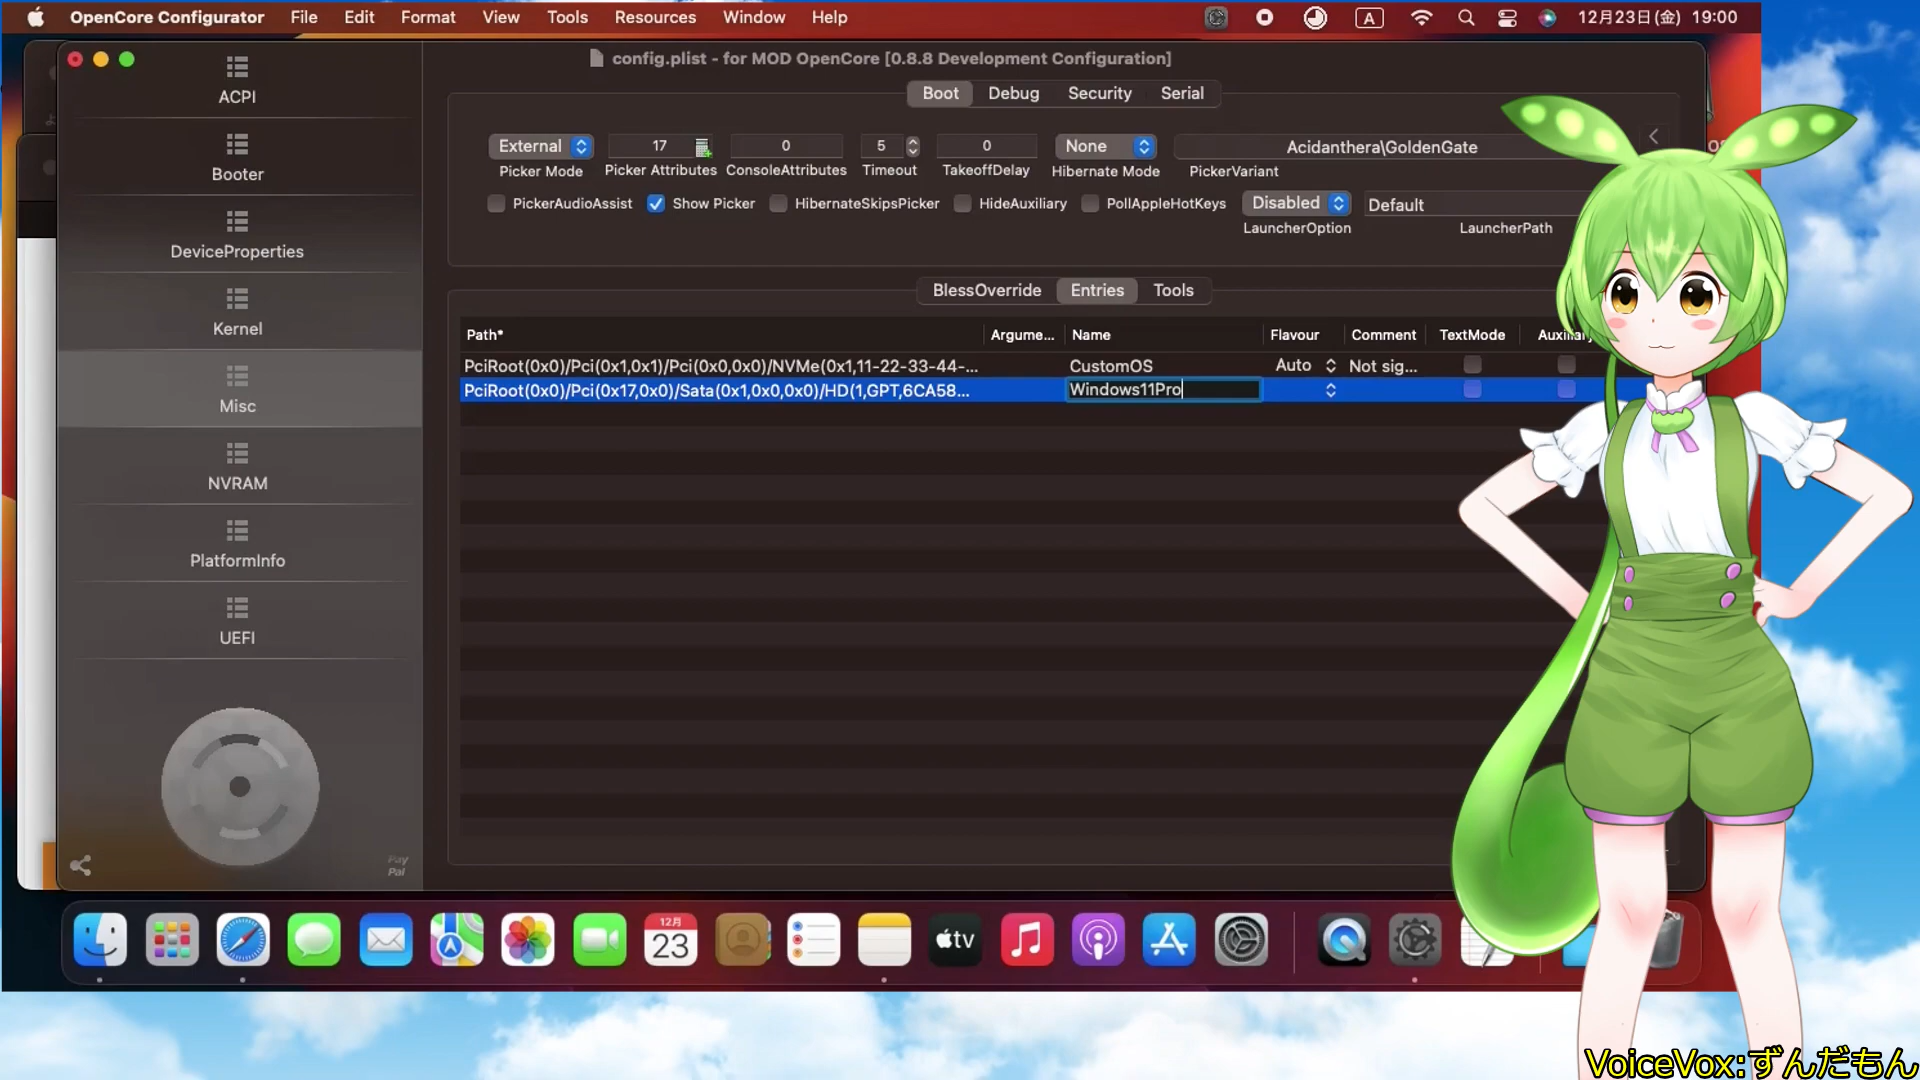 OpenCore Configurator File Edit Format View Tools Resources Window Help A 12月23日(金) 19:00
config.plist - for MOD OpenCore [0.8.8 Development Configuration]
ACPI
Booter
DeviceProperties
Kernel
Misc
NVRAM
PlatformInfo
UEFI
Pay
Pal
Boot Debug Security Serial
External 17 0 5 0 None Acidanthera\GoldenGate
Picker Mode Picker Attributes ConsoleAttributes Timeout TakeoffDelay Hibernate Mode PickerVariant
PickerAudioAssist Show Picker HibernateSkipsPicker HideAuxiliary PollAppleHotKeys Disabled Default
LauncherOption LauncherPath
BlessOverride Entries Tools
Path* Argume... Name Flavour Comment TextMode
PciRoot(0x0)/Pci(0x1,0x1)/Pci(0x0,0x0)/NVMe(0x1,11-22-33-44-... CustomOS Auto Not sig...
PciRoot(0x0)/Pci(0x17,0x0)/Sata(0x1,0x0,0x0)/HD(1,GPT,6CA58... Windows11Pro
12月
23
tv
VoiceVox:ずんだもん